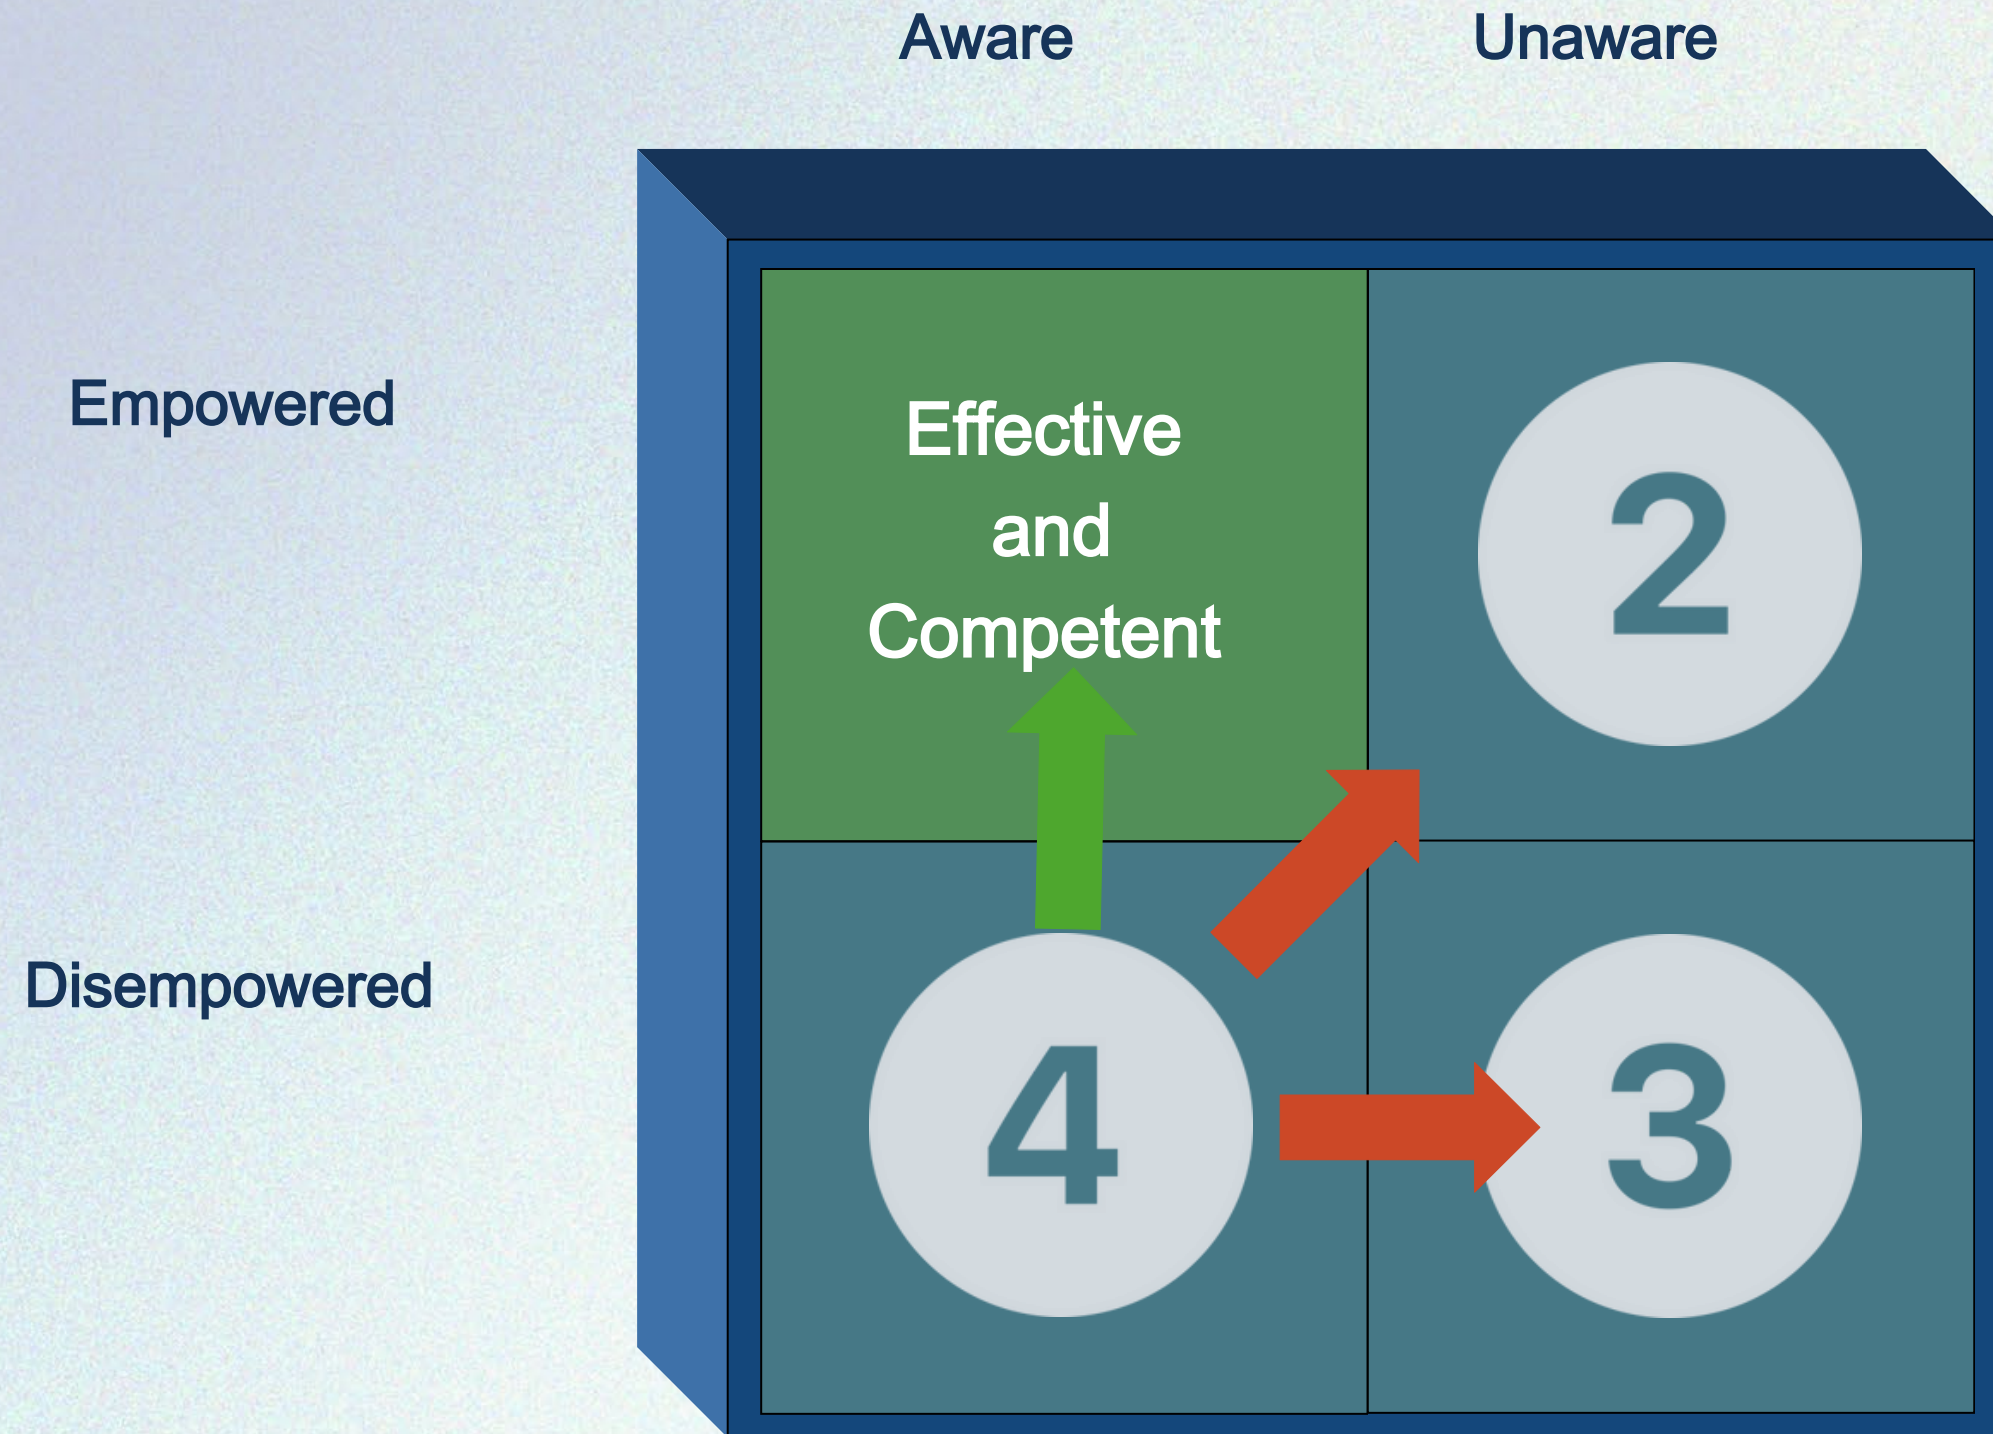 Aware
Unaware
Empowered
Effective
and
Competent
2
Disempowered
4
3